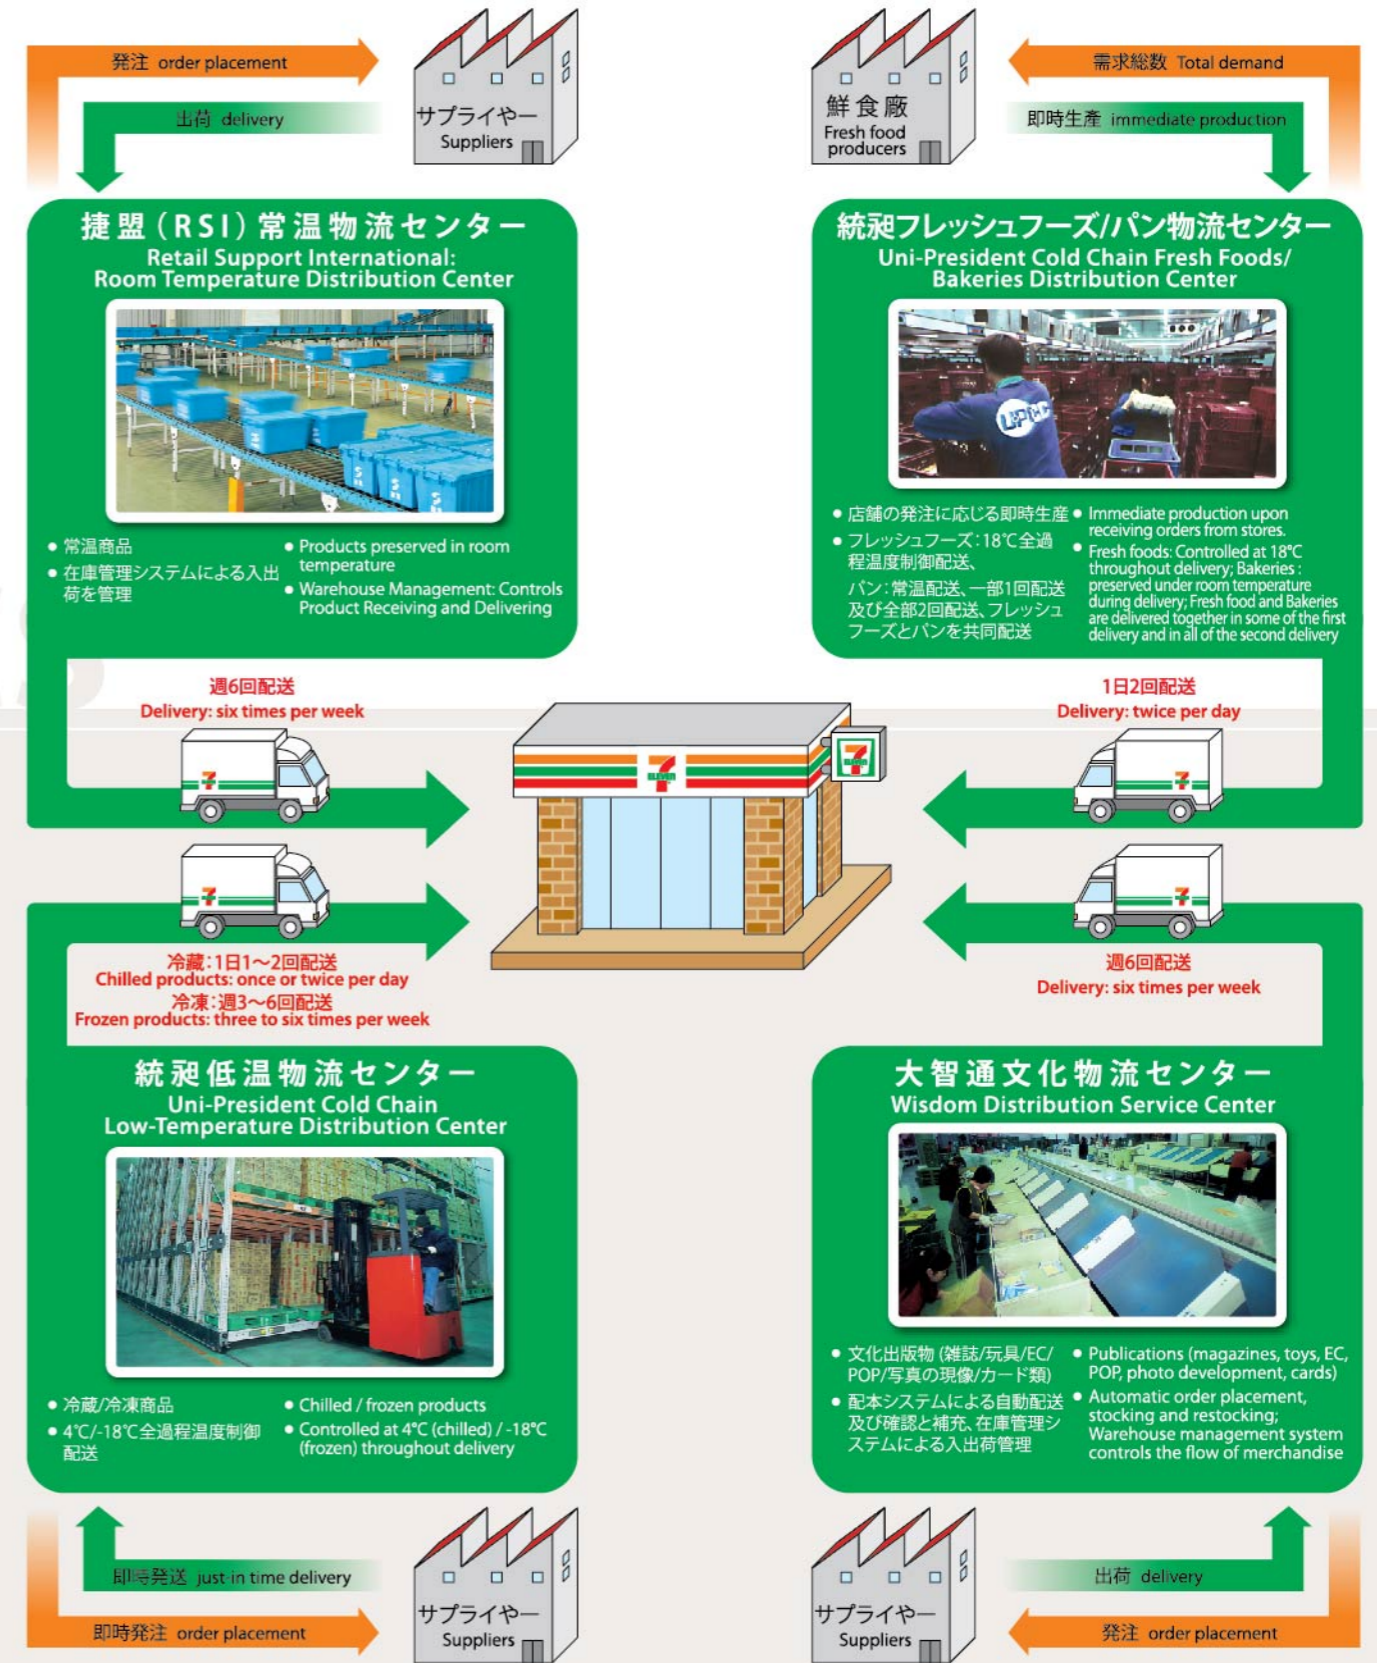 発注 order placement
出荷 delivery
サプライやー
Suppliers
鮮食廠
Fresh food
producers
需求総数 Total demand
即時生産 immediate production
捷盟（RSI）常温物流センター
Retail Support International:
Room Temperature Distribution Center
● 常温商品
● 在庫管理システムによる入出
荷を管理
● Products preserved in room
temperature
● Warehouse Management: Controls
Product Receiving and Delivering
統昶フレッシュフーズ/パン物流センター
Uni-President Cold Chain Fresh Foods/
Bakeries Distribution Center
● 店舗の発注に応じる即時生産
● フレッシュフーズ：18℃全過
程温度制御配送、
パン：常温配送、一部1回配送
及び全部2回配送、フレッシュ
フーズとパンを共同配送
● Immediate production upon
receiving orders from stores.
● Fresh foods: Controlled at 18℃
throughout delivery; Bakeries :
preserved under room temperature
during delivery; Fresh food and Bakeries
are delivered together in some of the first
delivery and in all of the second delivery
週6回配送
Delivery: six times per week
1日2回配送
Delivery: twice per day
7
ELEVEN
7
ELEVEN
冷蔵：1日1～2回配送
Chilled products: once or twice per day
冷凍：週3～6回配送
Frozen products: three to six times per week
週6回配送
Delivery: six times per week
統昶低温物流センター
Uni-President Cold Chain
Low-Temperature Distribution Center
● 冷蔵/冷凍商品
● 4℃/-18℃全過程温度制御
配送
● Chilled / frozen products
● Controlled at 4℃ (chilled) / -18℃
(frozen) throughout delivery
大智通文化物流センター
Wisdom Distribution Service Center
● 文化出版物 (雑誌/玩具/EC/
POP/写真の現像/カード類)
● 配本システムによる自動配送
及び確認と補充、在庫管理シ
ステムによる入出荷管理
● Publications (magazines, toys, EC,
POP, photo development, cards)
● Automatic order placement,
stocking and restocking;
Warehouse management system
controls the flow of merchandise
即時発送 just-in time delivery
即時発注 order placement
サプライやー
Suppliers
サプライやー
Suppliers
出荷 delivery
発注 order placement